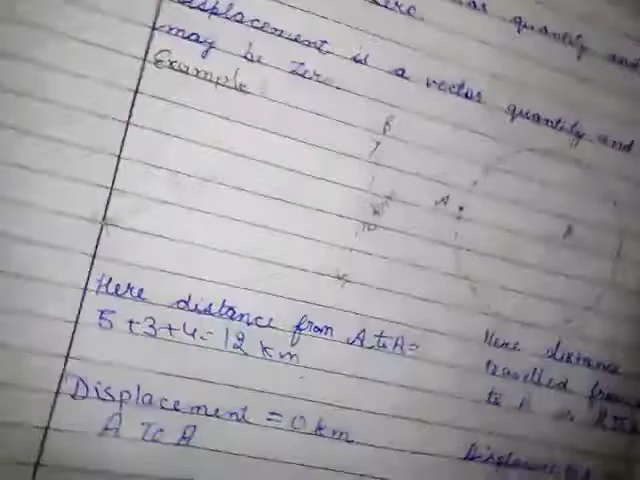 quantity and
displacement is a vector quantity and
may be zero.
Example
B
A
Here distance from A to A =
5+3+4=12 km
Displacement = 0 km
A to A
Here distance
travelled from
to